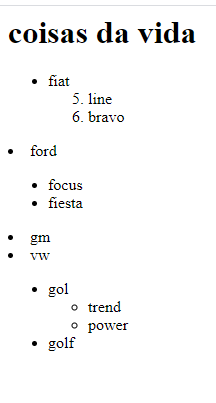 coisas da vida
fiat
5. line
6. bravo
ford
focus
fiesta
gm
vw
gol
trend
power
golf